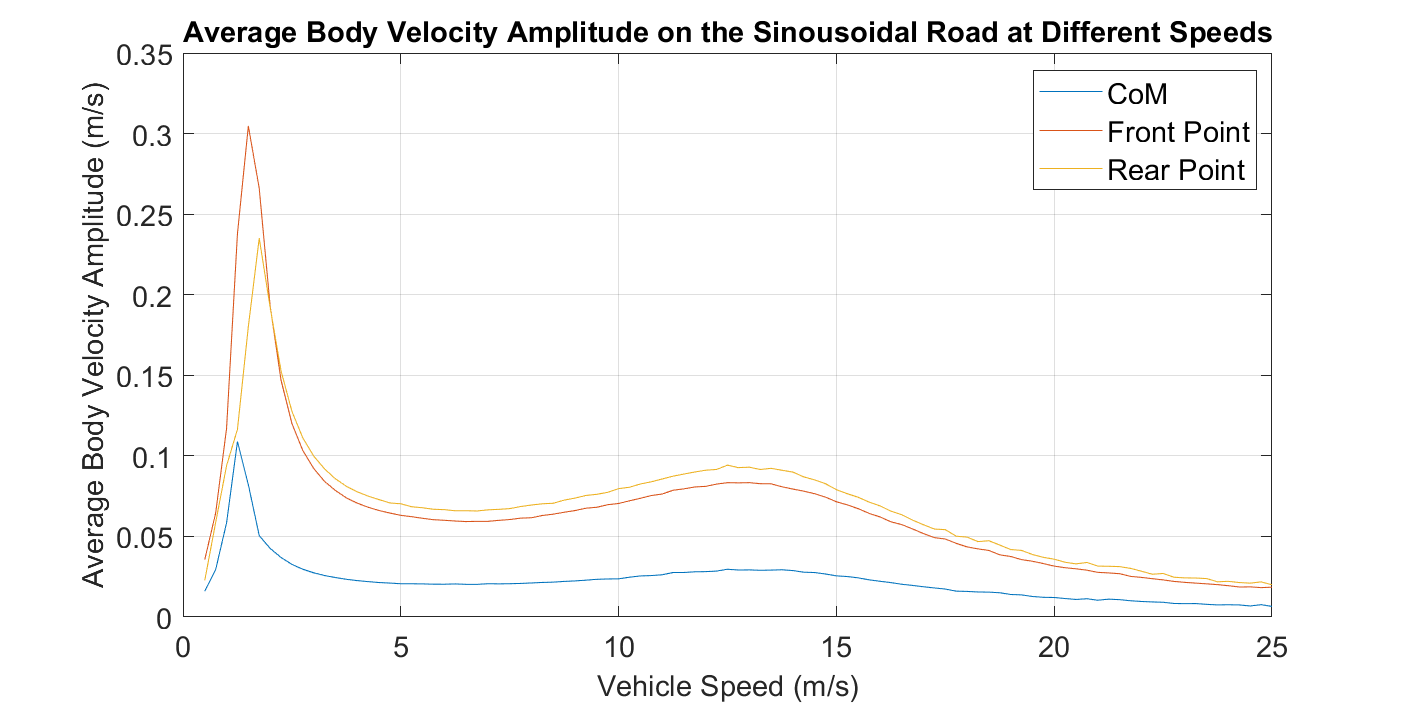 Average Body Velocity Amplitude on the Sinousoidal Road at Different Speeds
Average Body Velocity Amplitude (m/s)
0.35
0.3
0.25
0.2
0.15
0.1
0.05
0
CoM
Front Point
Rear Point
0 5 10 15 20 25
Vehicle Speed (m/s)